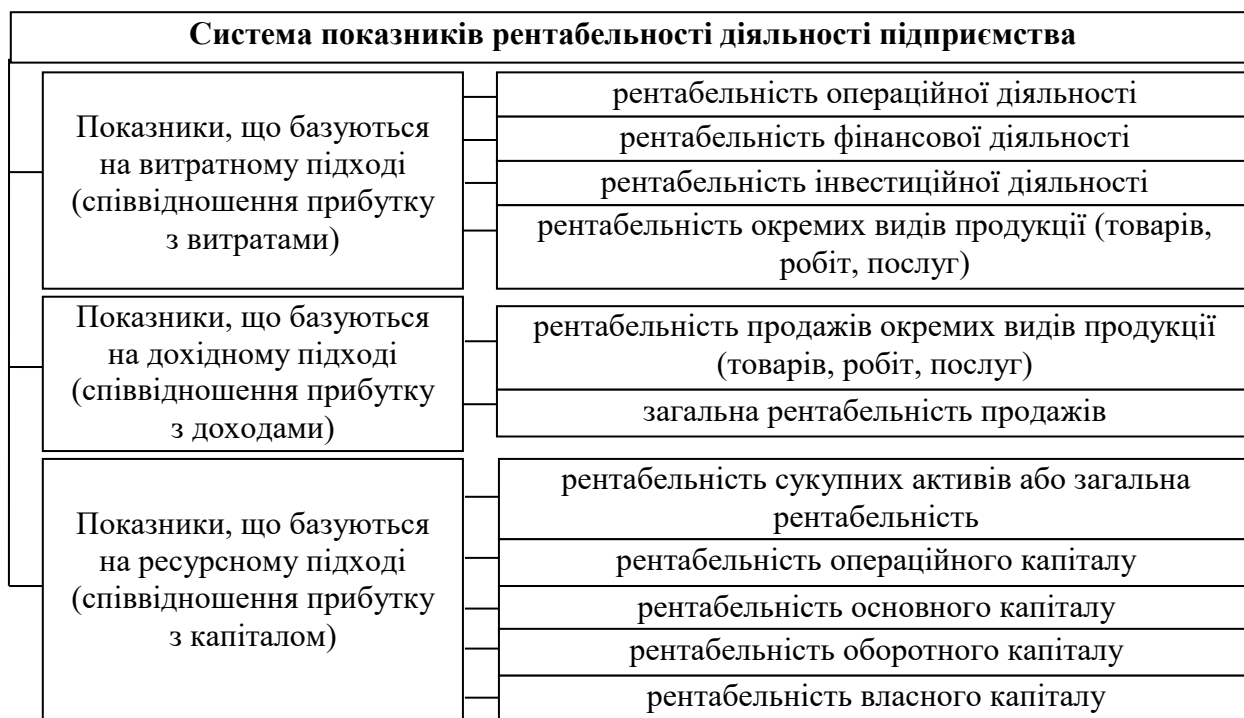 Система показників рентабельності діяльності підприємства
Показники, що базуються
на витратному підході
(співвідношення прибутку
з витратами)
рентабельність операційної діяльності
рентабельність фінансової діяльності
рентабельність інвестиційної діяльності
рентабельність окремих видів продукції (товарів,
робіт, послуг)
Показники, що базуються
на дохідному підході
(співвідношення прибутку
з доходами)
рентабельність продажів окремих видів продукції
(товарів, робіт, послуг)
загальна рентабельність продажів
Показники, що базуються
на ресурсному підході
(співвідношення прибутку
з капіталом)
рентабельність сукупних активів або загальна
рентабельність
рентабельність операційного капіталу
рентабельність основного капіталу
рентабельність оборотного капіталу
рентабельність власного капіталу